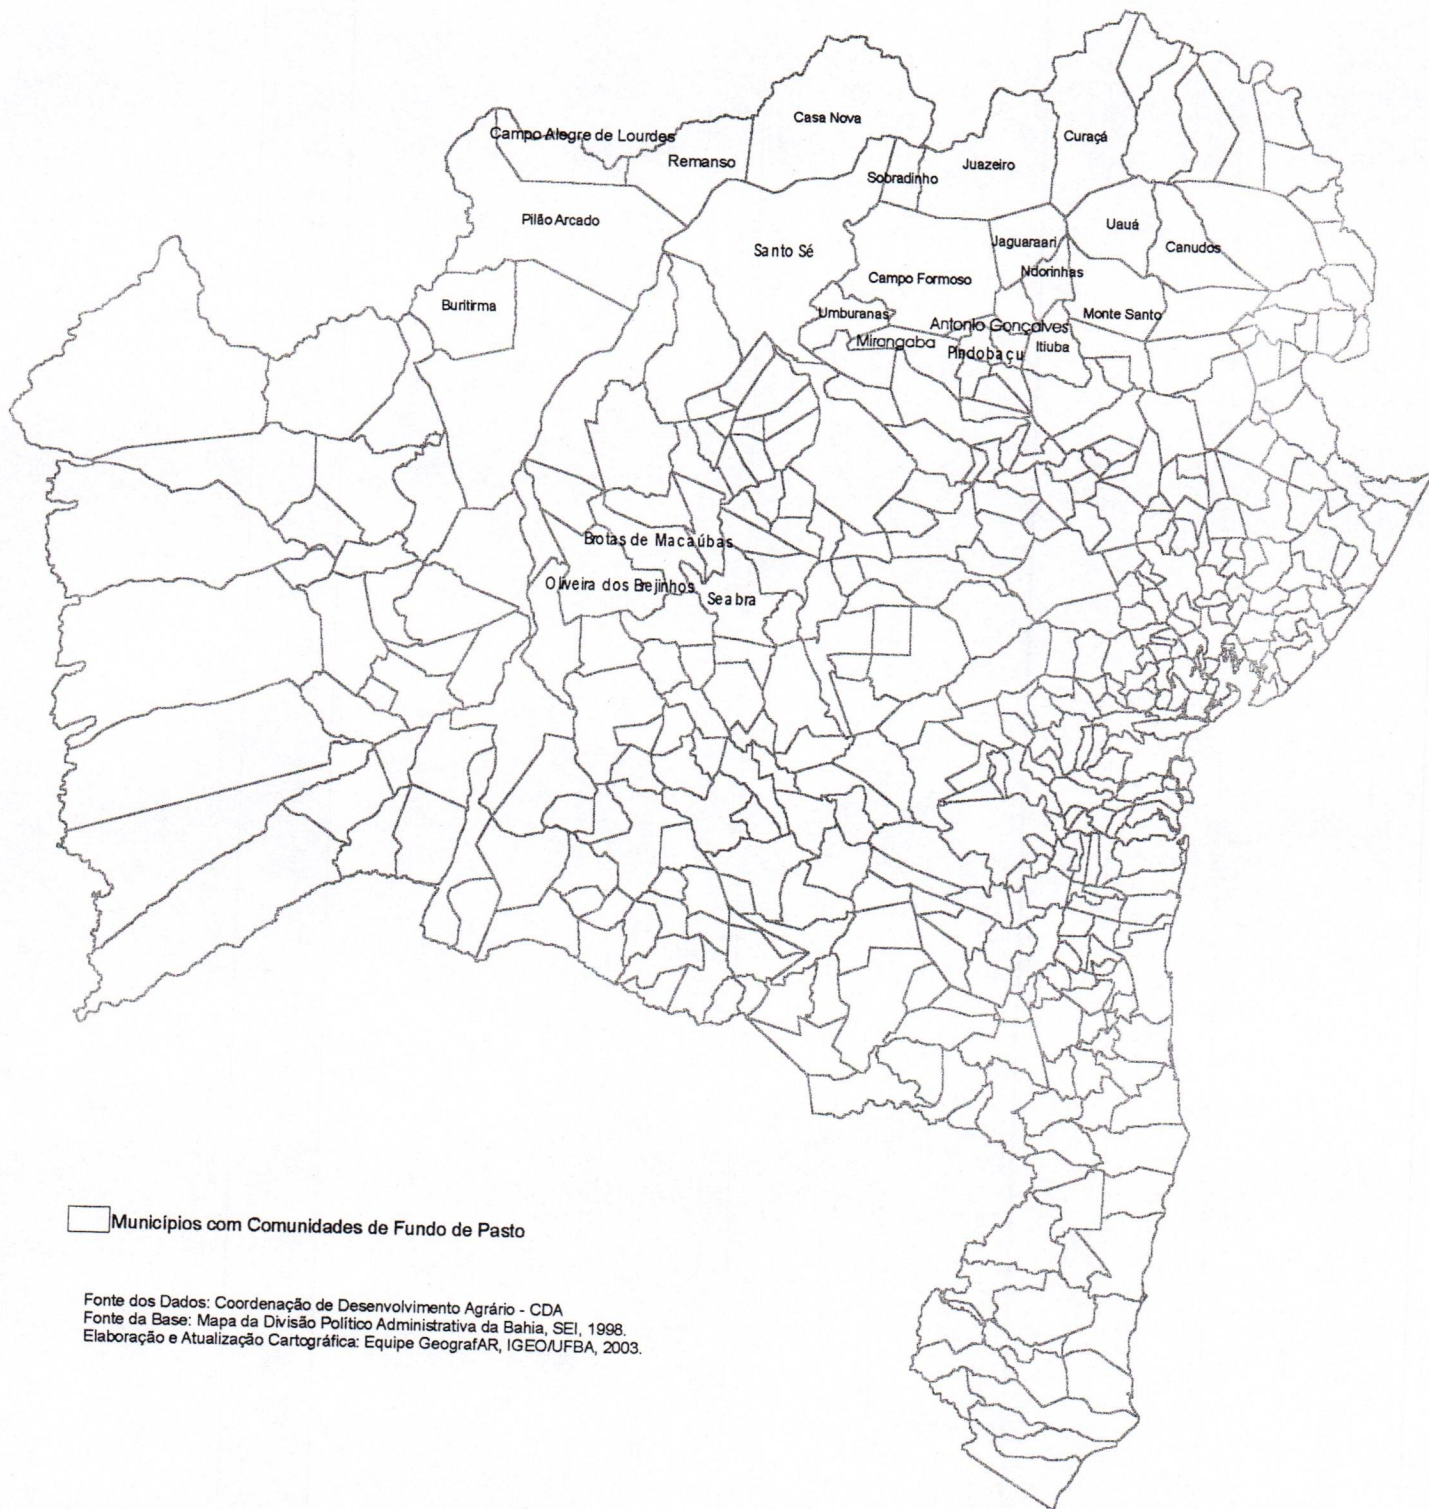 Casa Nova
Campo Alegre de Lourdes
Curaçá
Remanso
Juazeiro
Sobradinho
Pilão Arcado
Uauá
Jaguaraari
Canudos
Santo Sé
Ndorinhas
Campo Formoso
Buritirma
Umburanas
Monte Santo
Antonio Gonçalves
Mirangaba
Itiuba
Pindobaçu
Brotas de Macaúbas
Oliveira dos Brejinhos
Seabra
Municípios com Comunidades de Fundo de Pasto
Fonte dos Dados: Coordenação de Desenvolvimento Agrário - CDA
Fonte da Base: Mapa da Divisão Político Administrativa da Bahia, SEI, 1998.
Elaboração e Atualização Cartográfica: Equipe GeografAR, IGEO/UFBA, 2003.